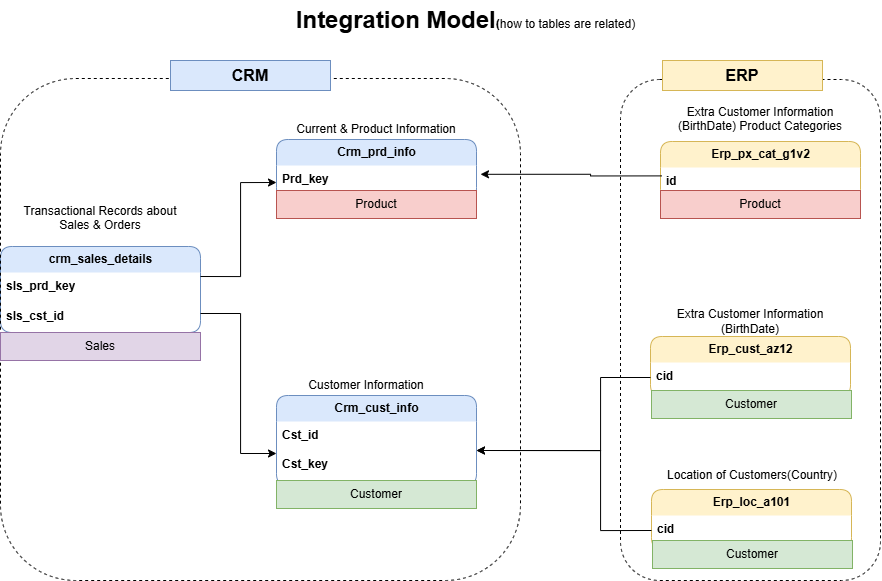 Integration Model(how to tables are related)
CRM
ERP
Current & Product Information
Crm_prd_info
Prd_key
Product
Extra Customer Information
(BirthDate) Product Categories
Erp_px_cat_g1v2
id
Product
Transactional Records about
Sales & Orders
crm_sales_details
sls_prd_key
sls_cst_id
Sales
Extra Customer Information
(BirthDate)
Erp_cust_az12
cid
Customer
Customer Information
Crm_cust_info
Cst_id
Cst_key
Customer
Location of Customers(Country)
Erp_loc_a101
cid
Customer